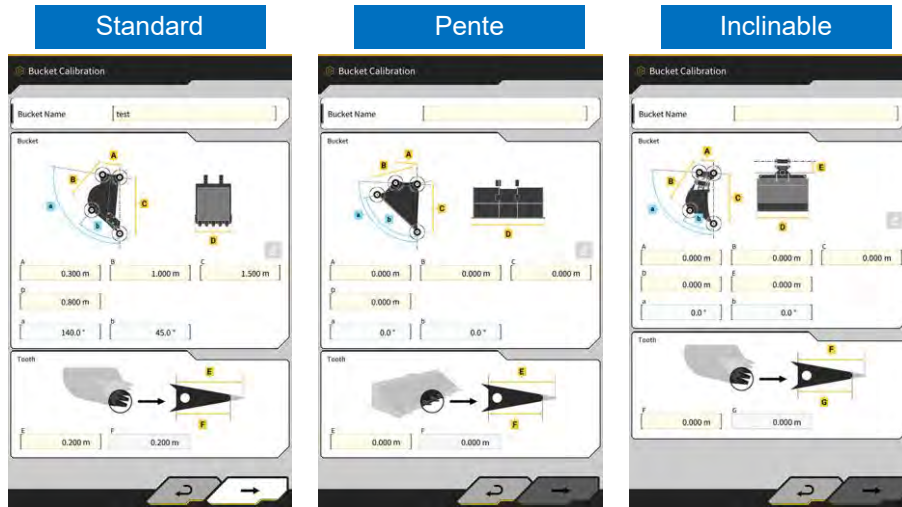 Standard
Bucket Calibration
Bucket Name
test
Bucket
A
B
C
a
b
D
A
0.300 m
B
1.000 m
C
1.500 m
D
0.800 m
a
140.0 °
b
45.0 °
Tooth
E
F
E
0.200 m
F
0.200 m
Pente
Bucket Calibration
Bucket Name
Bucket
A
B
C
a
b
D
A
0.000 m
B
0.000 m
C
0.000 m
D
0.000 m
a
0.0 °
b
0.0 °
Tooth
E
F
E
0.000 m
F
0.000 m
Inclinable
Bucket Calibration
Bucket Name
Bucket
A
E
B
C
a
b
D
A
0.000 m
B
0.000 m
C
0.000 m
D
0.000 m
E
0.000 m
a
0.0 °
b
0.0 °
Tooth
F
G
F
0.000 m
G
0.000 m